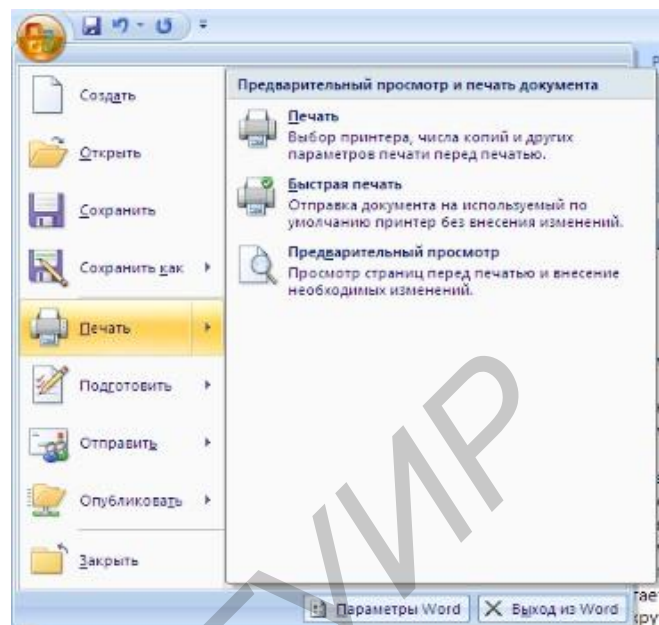 Создать
Открыть
Сохранить
Сохранить как
Печать
Подготовить
Отправить
Опубликовать
Закрыть
Предварительный просмотр и печать документа
Печать
Выбор принтера, числа копий и других
параметров печати перед печатью.
Быстрая печать
Отправка документа на используемый по
умолчанию принтер без внесения изменений.
Предварительный просмотр
Просмотр страниц перед печатью и внесение
необходимых изменений.
Параметры Word
Выход из Word
УИР